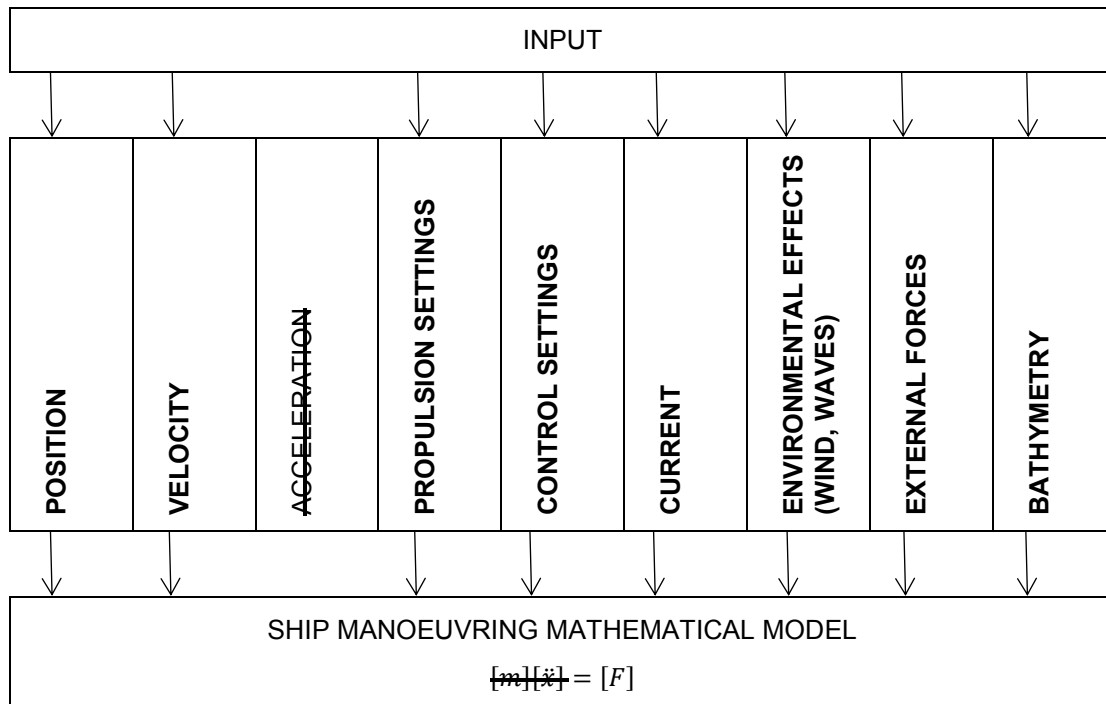 INPUT
POSITION
VELOCITY
ACCELERATION
PROPULSION SETTINGS
CONTROL SETTINGS
CURRENT
ENVIRONMENTAL EFFECTS
(WIND, WAVES)
EXTERNAL FORCES
BATHYMETRY
SHIP MANOEUVRING MATHEMATICAL MODEL
[m][ẍ] = [F]